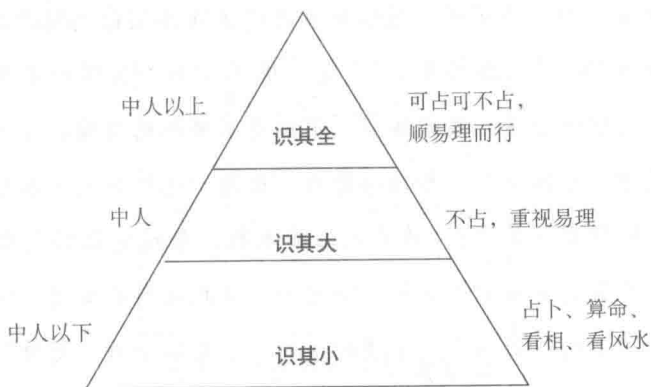 中人以上
识其全
可占可不占，
顺易理而行
中人
识其大
不占，重视易理
中人以下
识其小
占卜、算命、
看相、看风水